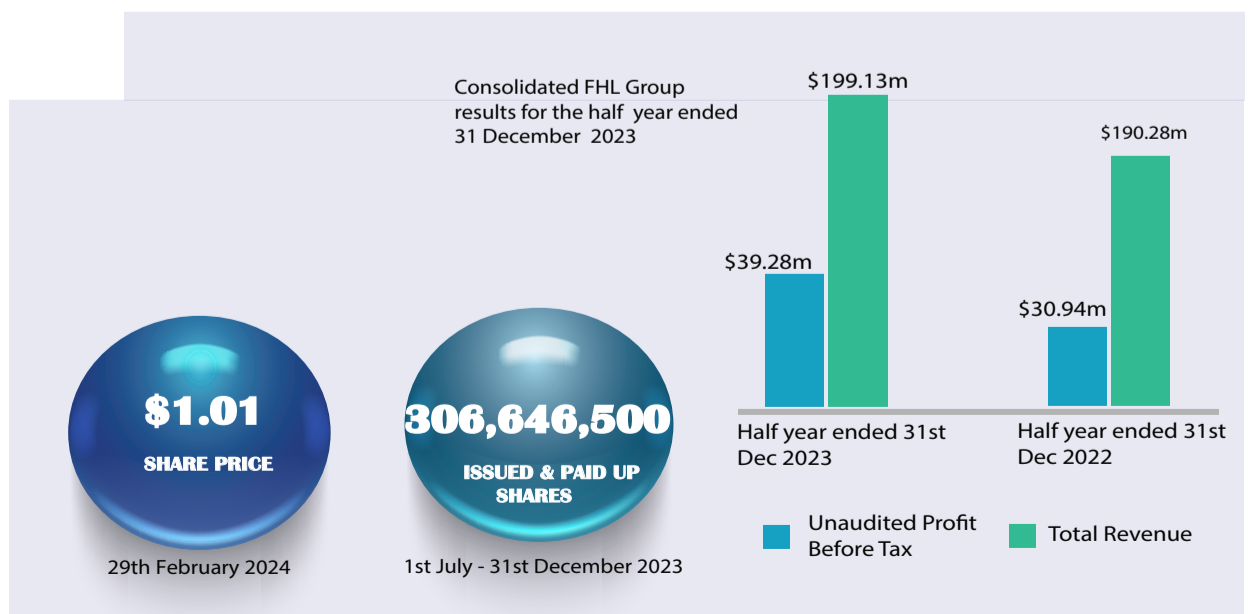 Consolidated FHL Group
results for the half year ended
31 December 2023
$199.13m
$190.28m
$39.28m
$30.94m
Half year ended 31st
Dec 2023
Half year ended 31st
Dec 2022
Unaudited Profit
Before Tax
Total Revenue
$1.01
SHARE PRICE
29th February 2024
306,646,500
ISSUED & PAID UP
SHARES
1st July - 31st December 2023